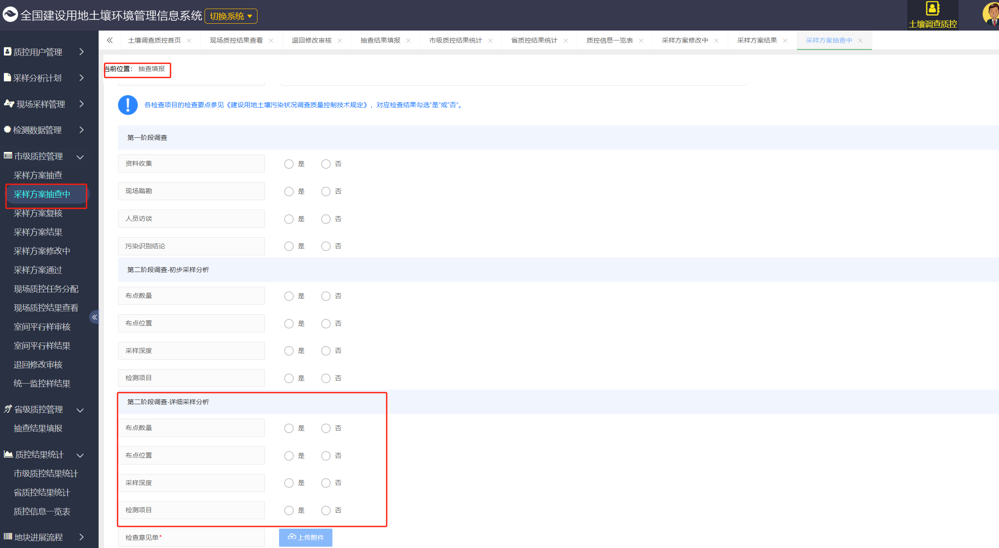 全国建设用地土壤环境管理信息系统 切换系统
土壤调查质控
土壤调查质控首页 现场质控结果查看 退回修改审核 抽查结果填报 市级质控结果统计 省质控结果统计 质控信息一览表 采样方案修改中 采样方案结果 采样方案抽查中
质控用户管理
采样分析计划
现场采样管理
检测数据管理
市级质控管理
采样方案抽查
采样方案抽查中
采样方案复核
采样方案结果
采样方案修改中
采样方案通过
现场质控任务分配
现场质控结果查看
室间平行样审核
室间平行样结果
退回修改审核
统一监控样结果
省级质控管理
抽查结果填报
质控结果统计
市级质控结果统计
省质控结果统计
质控信息一览表
地块进展流程
当前位置: 抽查填报
各检查项目的检查要点参见《建设用地土壤污染状况调查质量控制技术规定》，对应检查结果勾选“是”或“否”。
第一阶段调查
资料收集 是 否
现场踏勘 是 否
人员访谈 是 否
污染识别结论 是 否
第二阶段调查-初步采样分析
布点数量 是 否
布点位置 是 否
采样深度 是 否
检测项目 是 否
第二阶段调查-详细采样分析
布点数量 是 否
布点位置 是 否
采样深度 是 否
检测项目 是 否
检查意见单* 上传附件